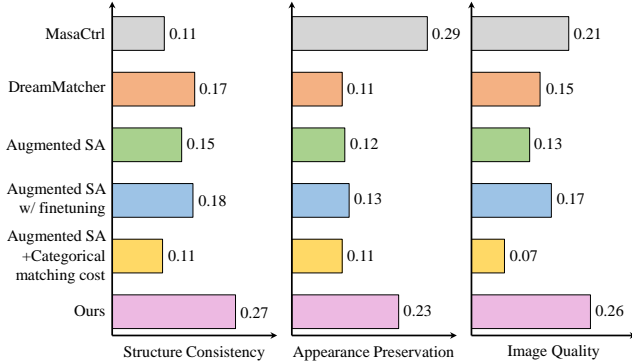 MasaCtrl
0.11
0.29
0.21
DreamMatcher
0.17
0.11
0.15
Augmented SA
0.15
0.12
0.13
Augmented SA
w/ finetuning
0.18
0.13
0.17
Augmented SA
+Categorical
matching cost
0.11
0.11
0.07
Ours
0.27
0.23
0.26
Structure Consistency
Appearance Preservation
Image Quality